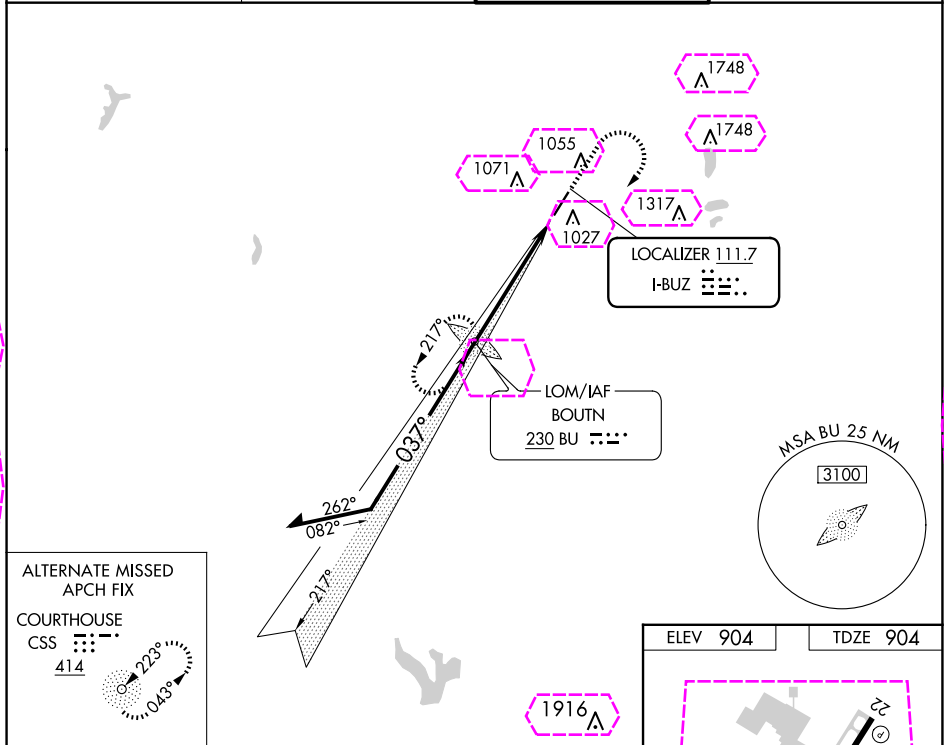 1748
1748
1055
1071
1317
1027
LOCALIZER 111.7
I-BUZ
217°
LOM/IAF
BOUTN
230 BU
037°
MSA BU 25 NM
3100
262°
082°
217°
ALTERNATE MISSED
APCH FIX
COURTHOUSE
CSS
414
223°
043°
ELEV 904
TDZE 904
1916
22
P